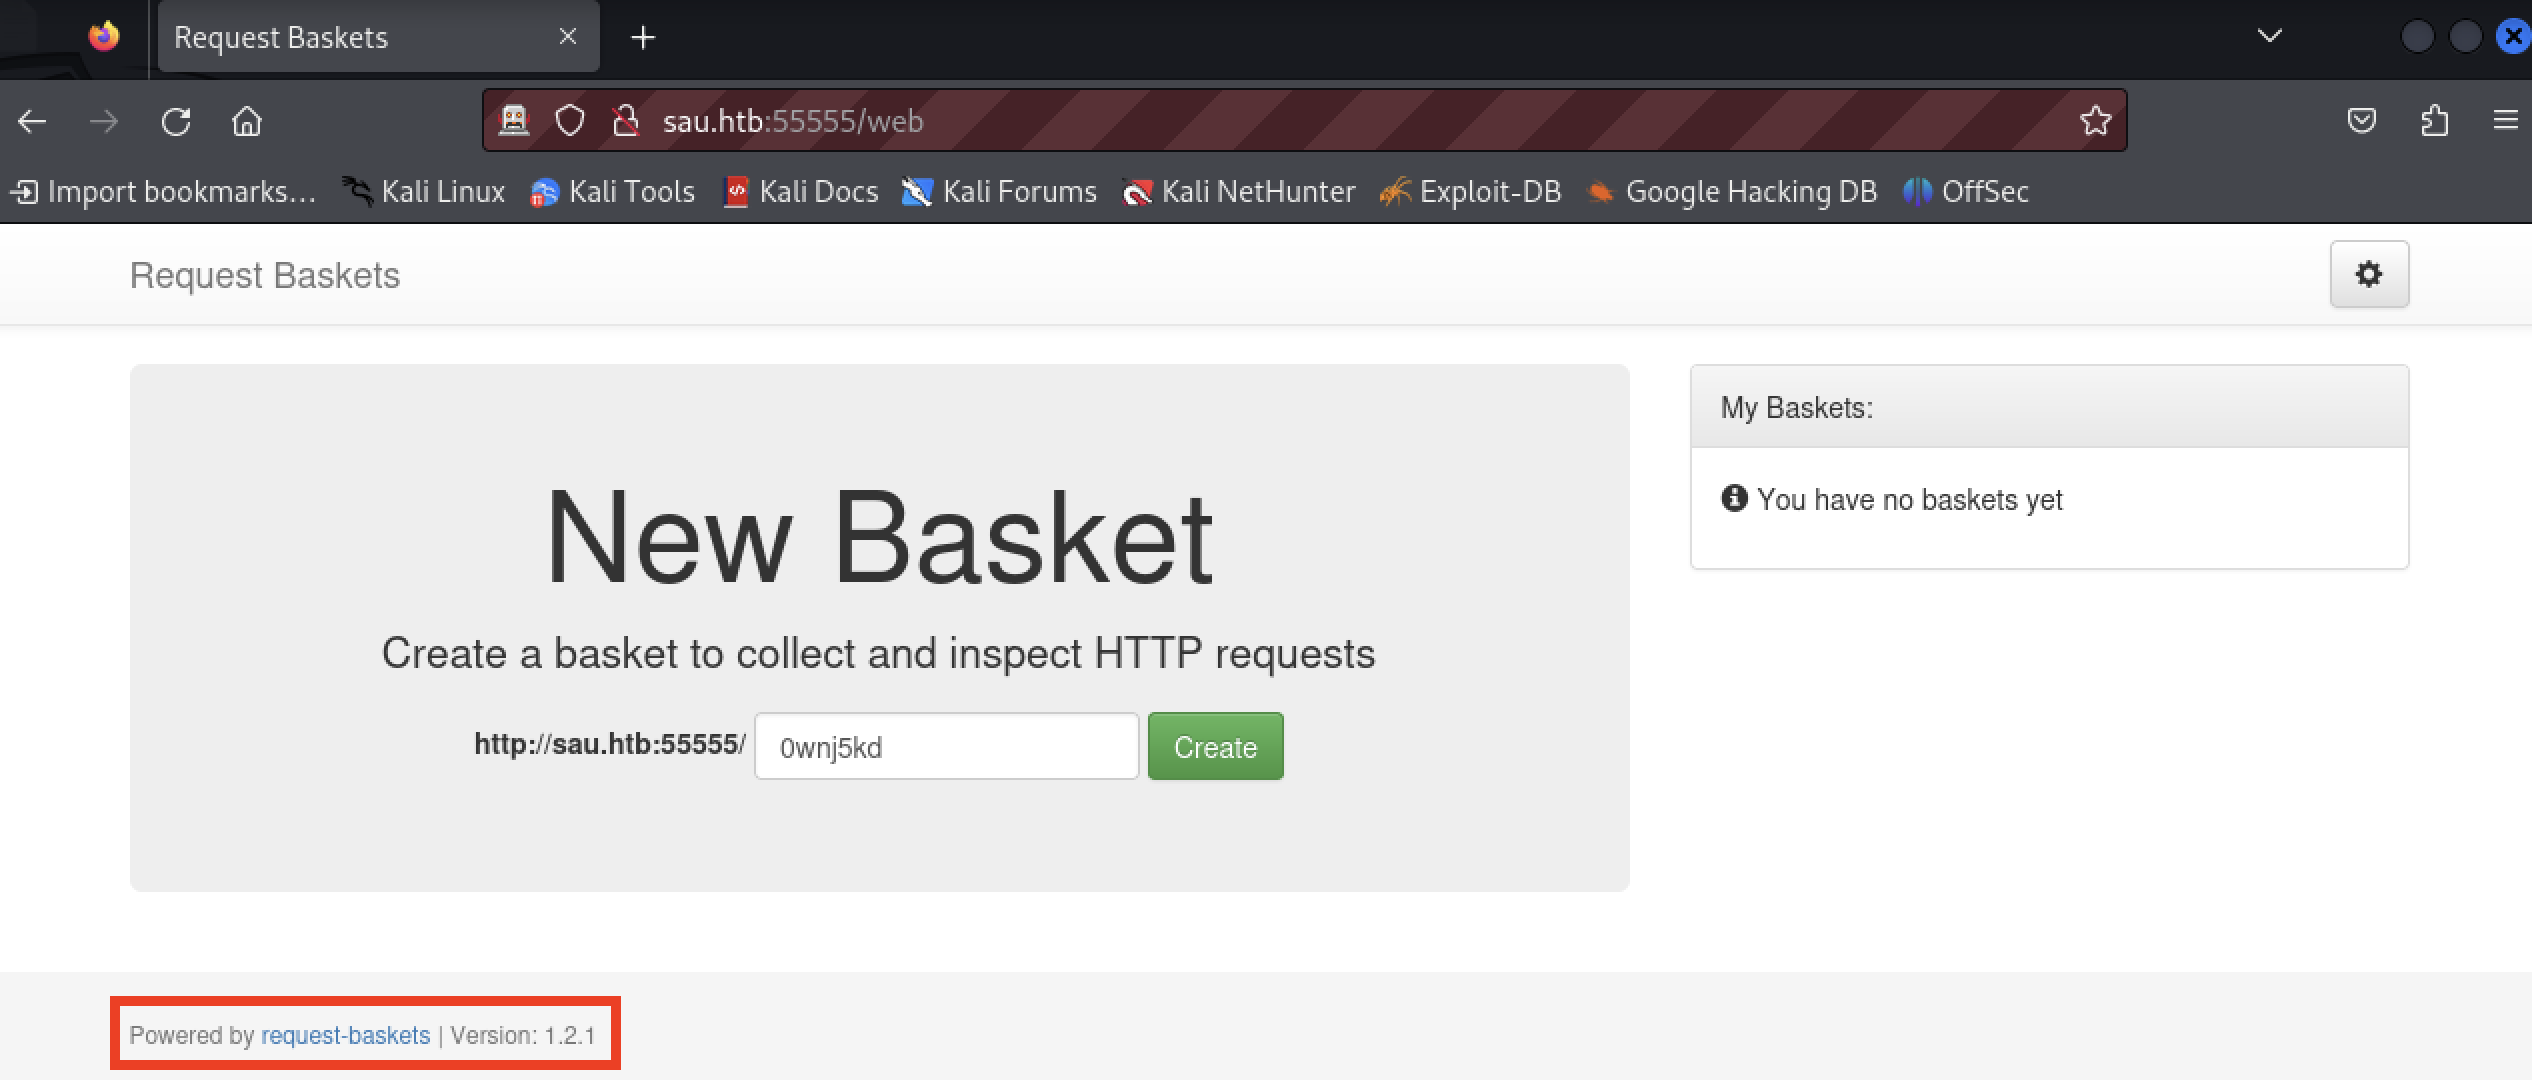 Request Baskets
sau.htb:55555/web
Import bookmarks... Kali Linux Kali Tools Kali Docs Kali Forums Kali NetHunter Exploit-DB Google Hacking DB OffSec
Request Baskets
New Basket
Create a basket to collect and inspect HTTP requests
http://sau.htb:55555/ 0wnj5kd Create
My Baskets:
You have no baskets yet
Powered by request-baskets | Version: 1.2.1